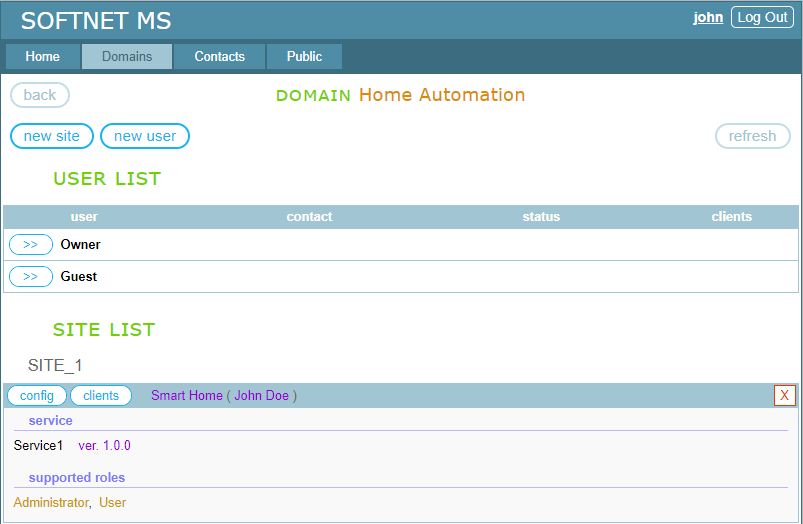 SOFTNET MS john Log Out
Home Domains Contacts Public
back DOMAIN Home Automation
new site new user refresh
USER LIST
user contact status clients
>> Owner
>> Guest
SITE LIST
SITE_1
config clients Smart Home ( John Doe ) X
service
Service1 ver. 1.0.0
supported roles
Administrator, User